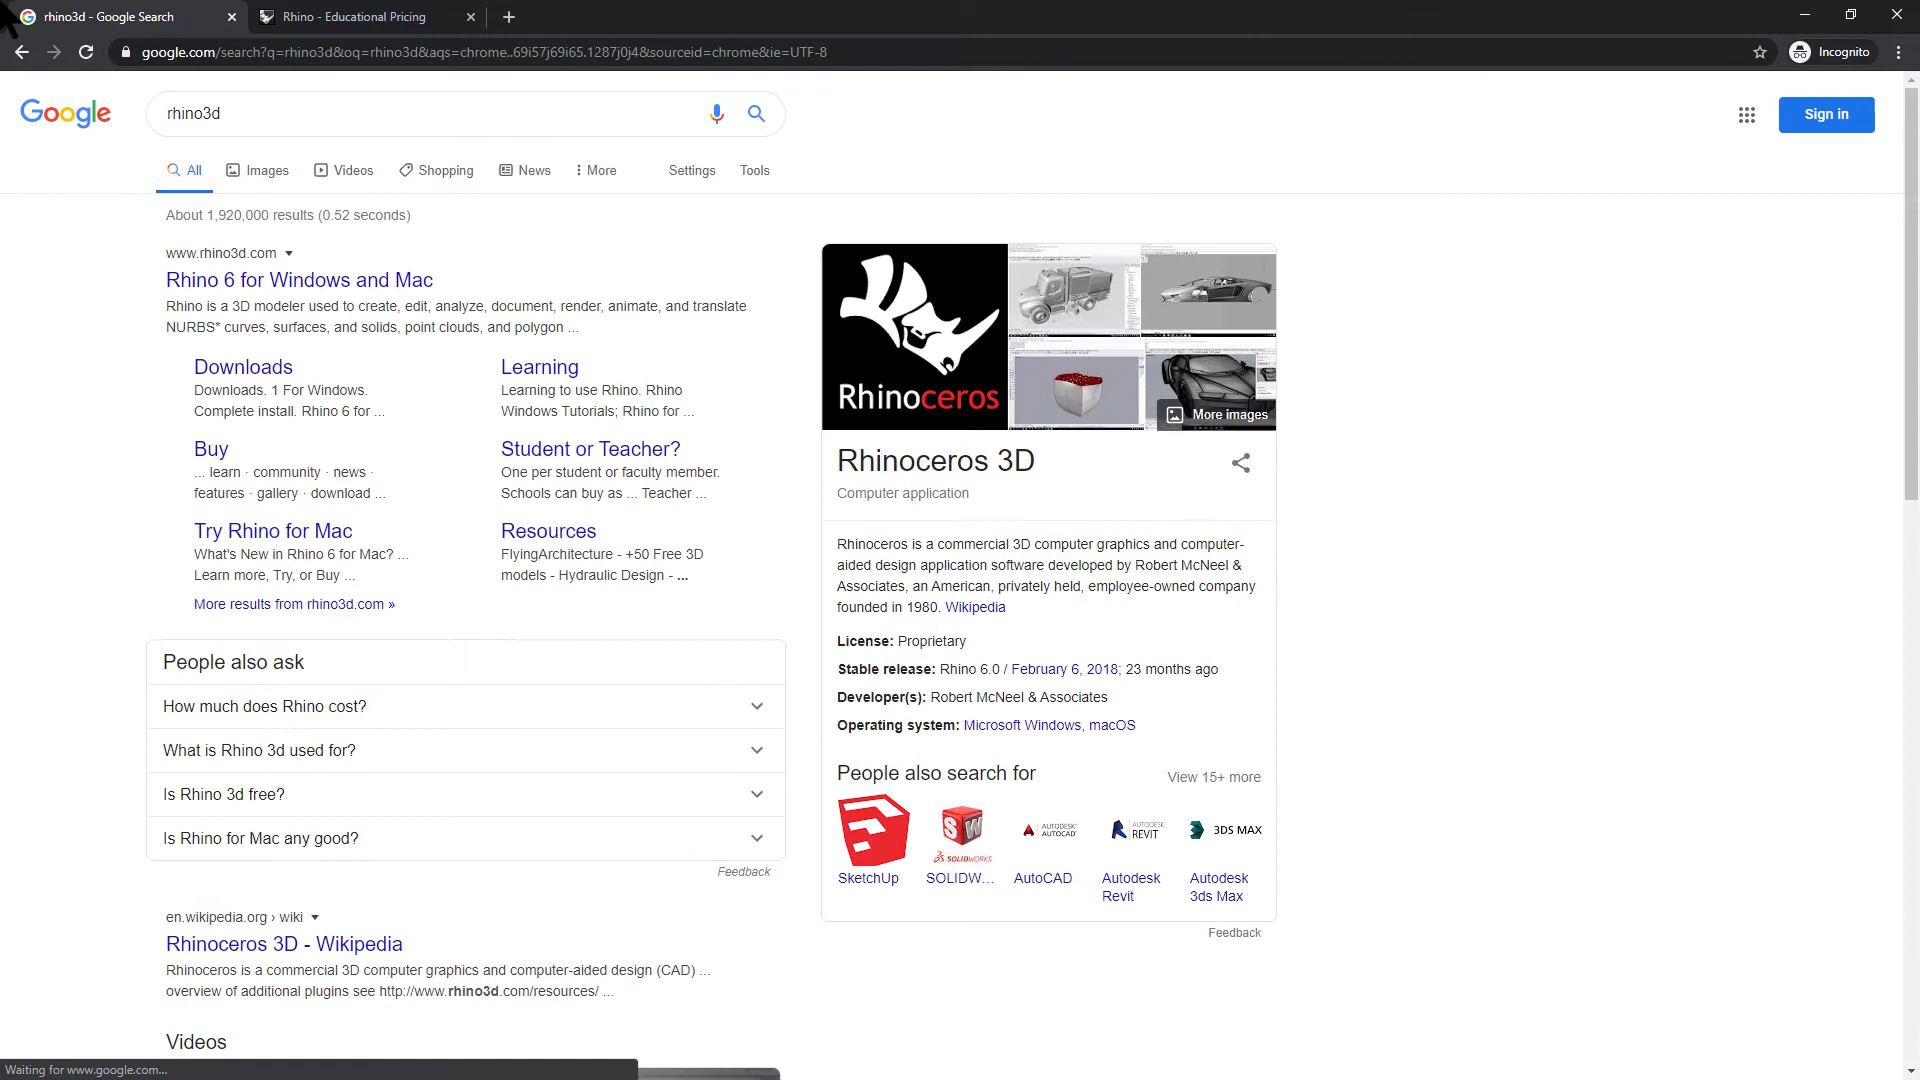 rhino3d - Google Search
Rhino - Educational Pricing
google.com/search?q=rhino3d&oq=rhino3d&aqs=chrome..69i57j69i65.1287j0j4&sourceid=chrome&ie=UTF-8
Incognito
Google
rhino3d
Sign in
All
Images
Videos
Shopping
News
More
Settings
Tools
About 1,920,000 results (0.52 seconds)
www.rhino3d.com
Rhino 6 for Windows and Mac
Rhino is a 3D modeler used to create, edit, analyze, document, render, animate, and translate
NURBS* curves, surfaces, and solids, point clouds, and polygon ...
Downloads
Downloads. 1 For Windows.
Complete install. Rhino 6 for ...
Learning
Learning to use Rhino. Rhino
Windows Tutorials; Rhino for ...
Buy
... learn · community · news ·
features · gallery · download ...
Student or Teacher?
One per student or faculty member.
Schools can buy as ... Teacher ...
Try Rhino for Mac
What's New in Rhino 6 for Mac? ...
Learn more, Try, or Buy ...
Resources
FlyingArchitecture - +50 Free 3D
models - Hydraulic Design - ...
More results from rhino3d.com »
People also ask
How much does Rhino cost?
What is Rhino 3d used for?
Is Rhino 3d free?
Is Rhino for Mac any good?
Feedback
en.wikipedia.org › wiki
Rhinoceros 3D - Wikipedia
Rhinoceros is a commercial 3D computer graphics and computer-aided design (CAD) ...
overview of additional plugins see http://www.rhino3d.com/resources/ ...
Videos
Rhinoceros
More images
Rhinoceros 3D
Computer application
Rhinoceros is a commercial 3D computer graphics and computer-
aided design application software developed by Robert McNeel &
Associates, an American, privately held, employee-owned company
founded in 1980. Wikipedia
License: Proprietary
Stable release: Rhino 6.0 / February 6, 2018; 23 months ago
Developer(s): Robert McNeel & Associates
Operating system: Microsoft Windows, macOS
People also search for
View 15+ more
SW
SOLIDWORKS
AUTODESK
AUTOCAD
AUTODESK
REVIT
3DS MAX
SketchUp
SOLIDW...
AutoCAD
Autodesk
Revit
Autodesk
3ds Max
Feedback
Waiting for www.google.com...